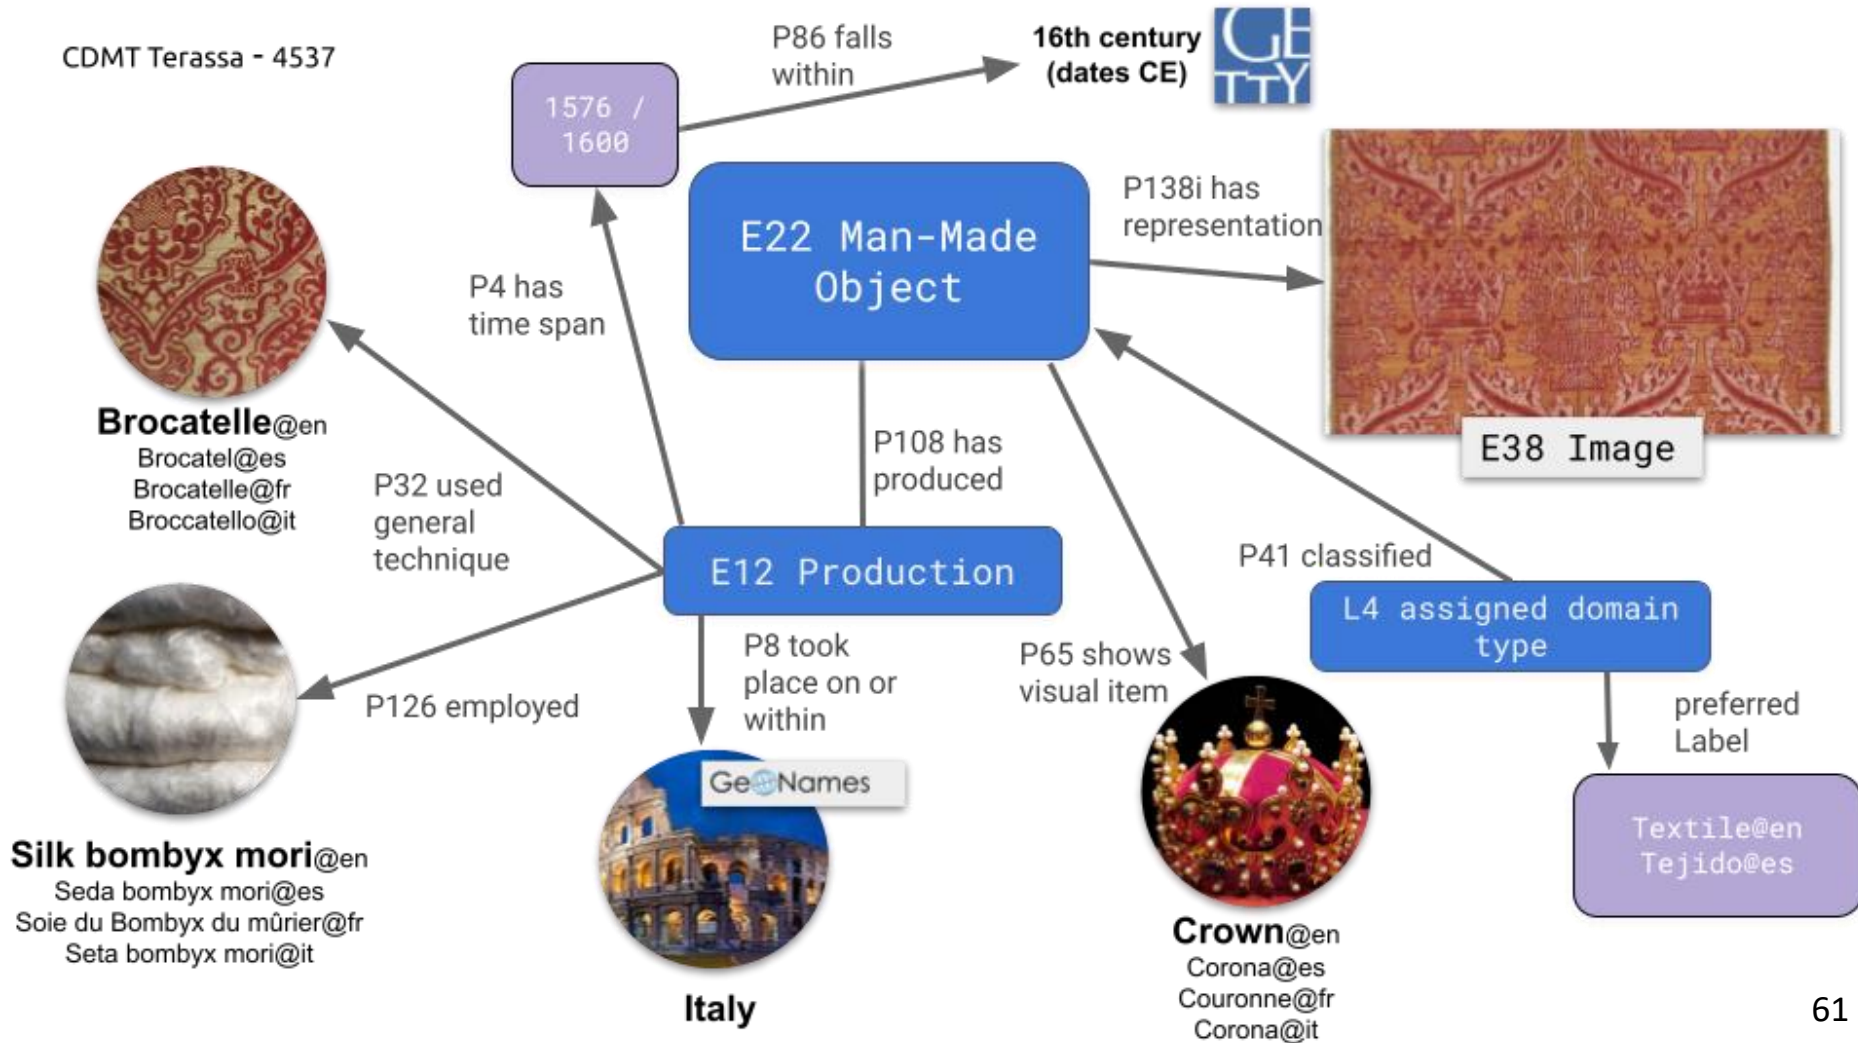 CDMT Terassa - 4537
P86 falls
within
16th century
(dates CE)
GE
TTY
1576 /
1600
E22 Man-Made
Object
P138i has
representation
E38 Image
P4 has
time span
Brocatelle@en
Brocatel@es
Brocatelle@fr
Broccatello@it
P32 used
general
technique
P108 has
produced
E12 Production
P41 classified
L4 assigned domain
type
P126 employed
P8 took
place on or
within
P65 shows
visual item
preferred
Label
GeoNames
Textile@en
Tejido@es
Silk bombyx mori@en
Seda bombyx mori@es
Soie du Bombyx du mûrier@fr
Seta bombyx mori@it
Italy
Crown@en
Corona@es
Couronne@fr
Corona@it
61